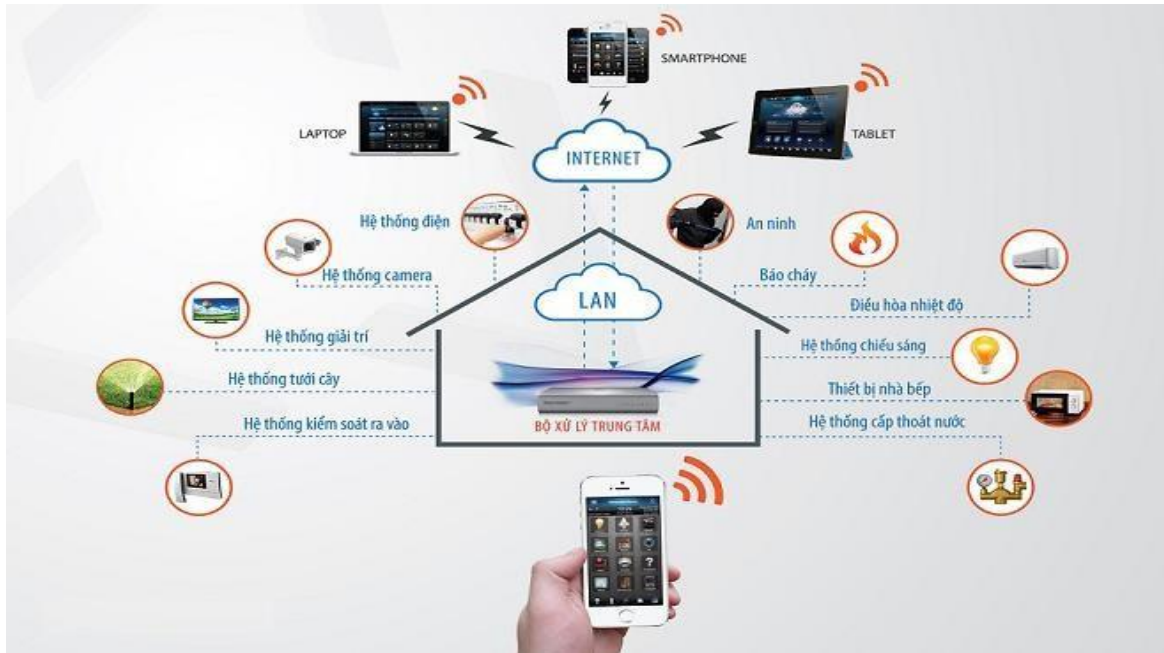 SMARTPHONE
LAPTOP
TABLET
INTERNET
Hệ thống điện
An ninh
Hệ thống camera
Báo cháy
LAN
Điều hòa nhiệt độ
Hệ thống giải trí
Hệ thống chiếu sáng
Hệ thống tưới cây
Thiết bị nhà bếp
Hệ thống kiểm soát ra vào
BỘ XỬ LÝ TRUNG TÂM
Hệ thống cấp thoát nước